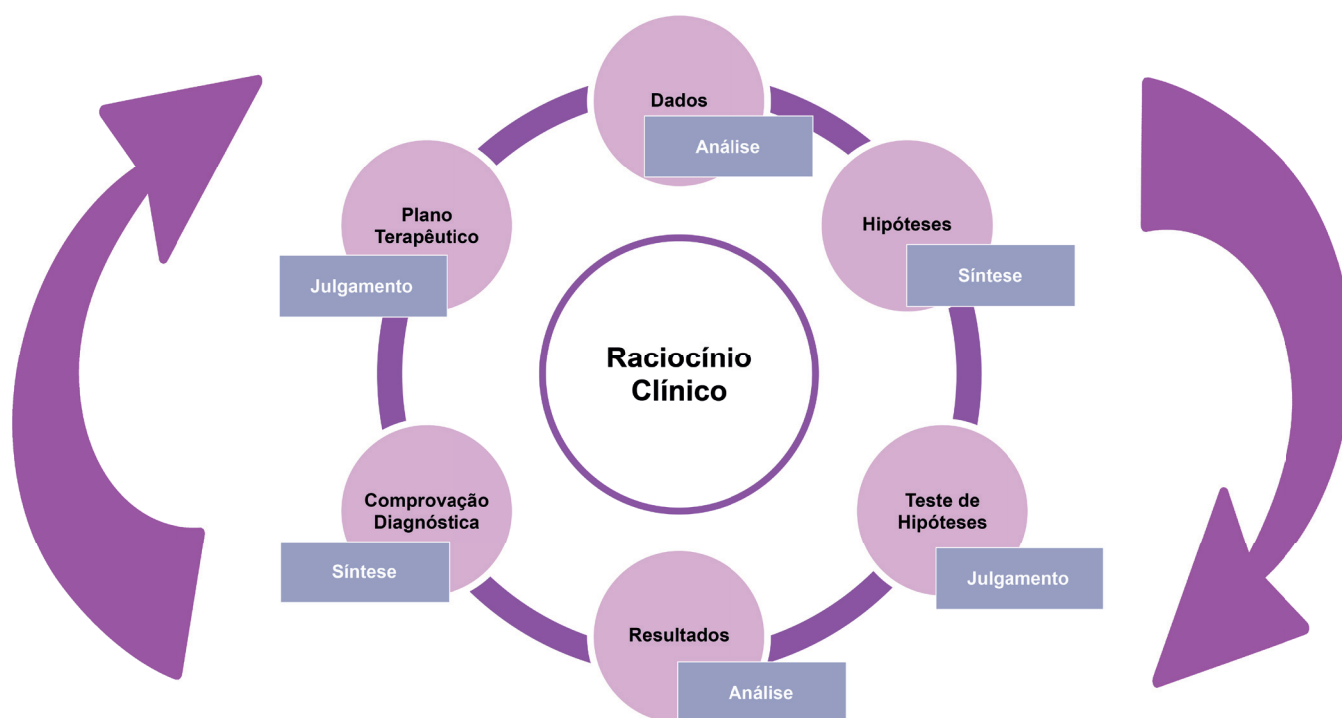 Dados
Análise
Hipóteses
Síntese
Teste de
Hipóteses
Julgamento
Resultados
Análise
Comprovação
Diagnóstica
Síntese
Plano
Terapêutico
Julgamento
Raciocínio
Clínico